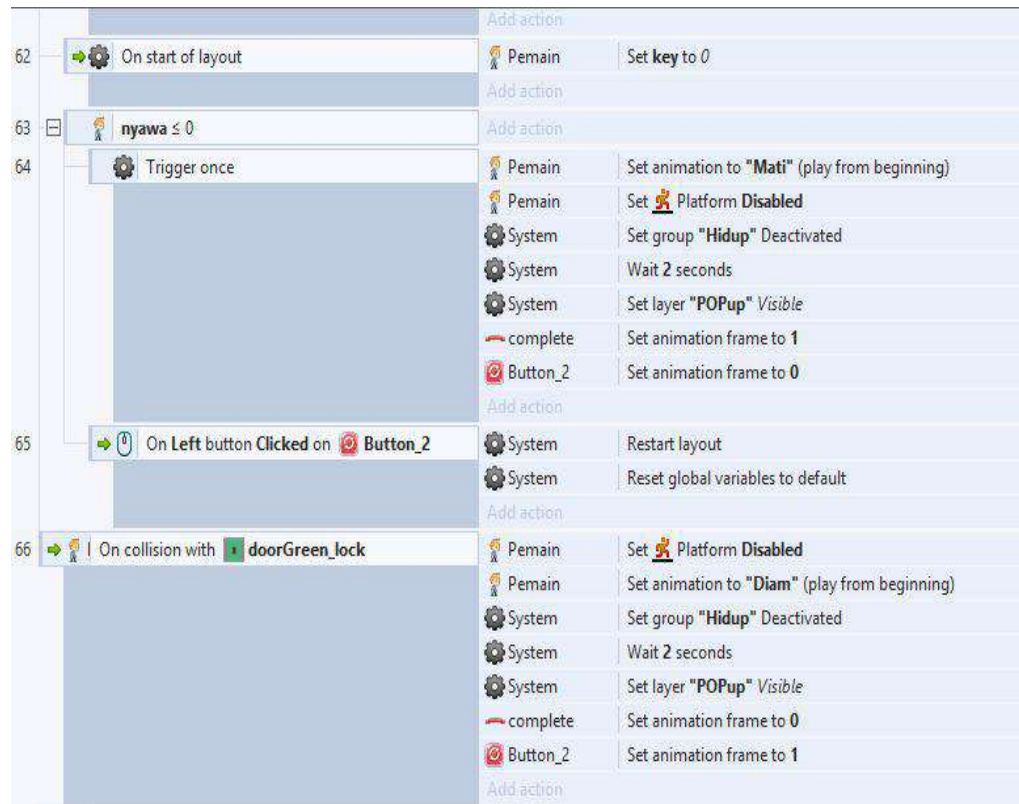 Add action
62 On start of layout Pemain Set key to 0
Add action
63 nyawa ≤ 0 Add action
64 Trigger once Pemain Set animation to "Mati" (play from beginning)
Pemain Set Platform Disabled
System Set group "Hidup" Deactivated
System Wait 2 seconds
System Set layer "POPup" Visible
complete Set animation frame to 1
Button_2 Set animation frame to 0
Add action
65 On Left button Clicked on Button_2 System Restart layout
System Reset global variables to default
Add action
66 On collision with doorGreen_lock Pemain Set Platform Disabled
Pemain Set animation to "Diam" (play from beginning)
System Set group "Hidup" Deactivated
System Wait 2 seconds
System Set layer "POPup" Visible
complete Set animation frame to 0
Button_2 Set animation frame to 1
Add action